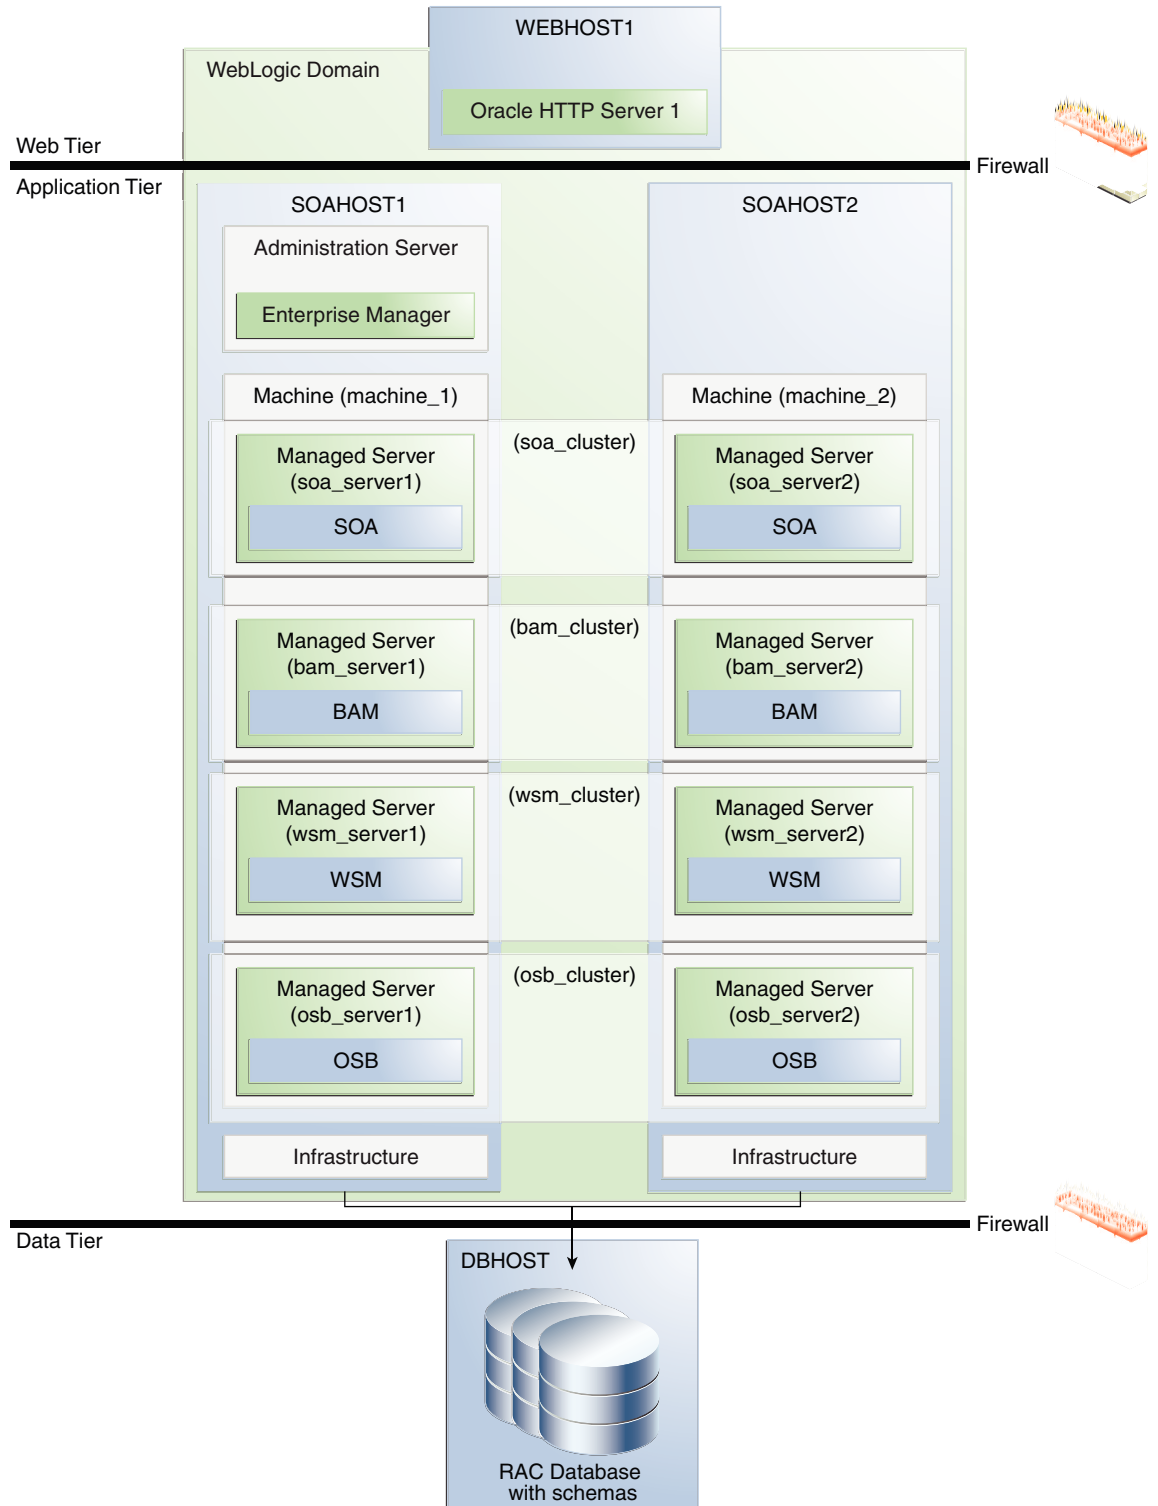 WEBHOST1
WebLogic Domain
Oracle HTTP Server 1
Web Tier
Firewall
Application Tier
SOAHOST1
SOAHOST2
Administration Server
Enterprise Manager
Machine (machine_1)
Machine (machine_2)
(soa_cluster)
Managed Server
(soa_server1)
SOA
Managed Server
(soa_server2)
SOA
(bam_cluster)
Managed Server
(bam_server1)
BAM
Managed Server
(bam_server2)
BAM
(wsm_cluster)
Managed Server
(wsm_server1)
WSM
Managed Server
(wsm_server2)
WSM
(osb_cluster)
Managed Server
(osb_server1)
OSB
Managed Server
(osb_server2)
OSB
Infrastructure
Infrastructure
Firewall
Data Tier
DBHOST
RAC Database
with schemas